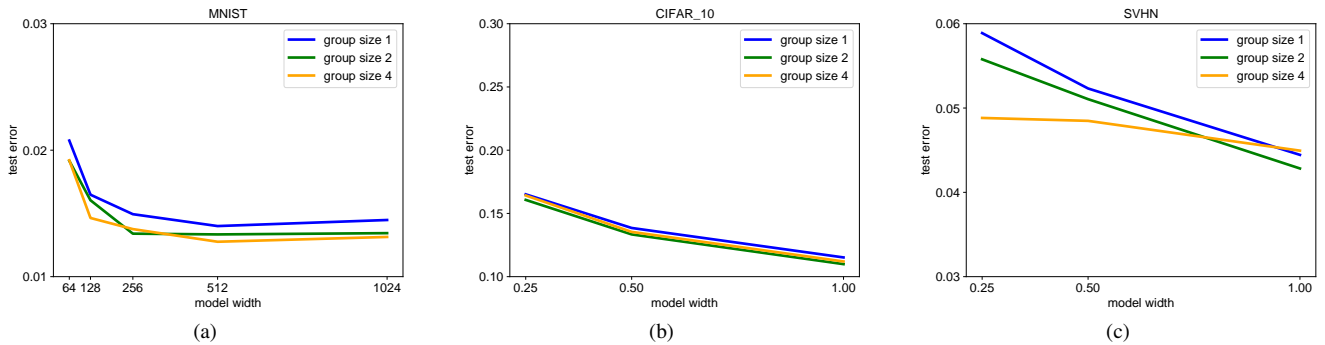 MNIST
0.03
0.02
0.01
test error
group size 1
group size 2
group size 4
64 128 256 512 1024
model width
(a)
CIFAR_10
0.30
0.25
0.20
0.15
0.10
test error
group size 1
group size 2
group size 4
0.25 0.50 1.00
model width
(b)
SVHN
0.06
0.05
0.04
0.03
test error
group size 1
group size 2
group size 4
0.25 0.50 1.00
model width
(c)